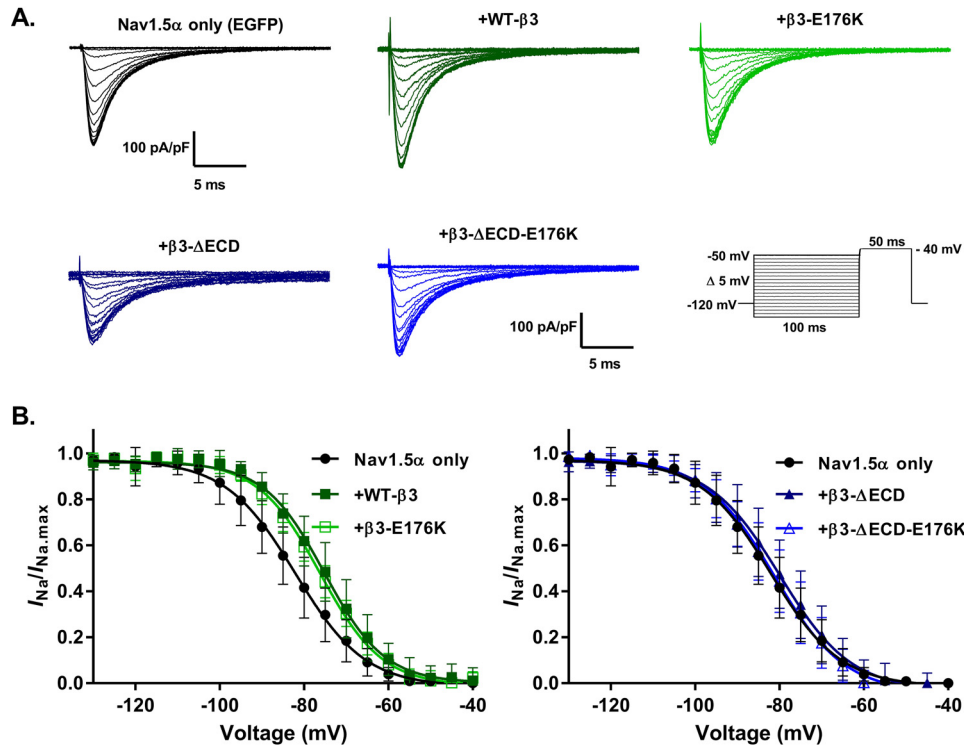 A.
Nav1.5α only (EGFP)
+WT-β3
+β3-E176K
100 pA/pF
5 ms
+β3-ΔECD
+β3-ΔECD-E176K
100 pA/pF
5 ms
50 ms
-50 mV
- 40 mV
Δ 5 mV
-120 mV
100 ms
B.
1.0
0.8
0.6
0.4
0.2
0.0
INa/INa.max
-120
-100
-80
-60
-40
Voltage (mV)
Nav1.5α only
+WT-β3
+β3-E176K
1.0
0.8
0.6
0.4
0.2
0.0
INa/INa.max
-120
-100
-80
-60
-40
Voltage (mV)
Nav1.5α only
+β3-ΔECD
+β3-ΔECD-E176K